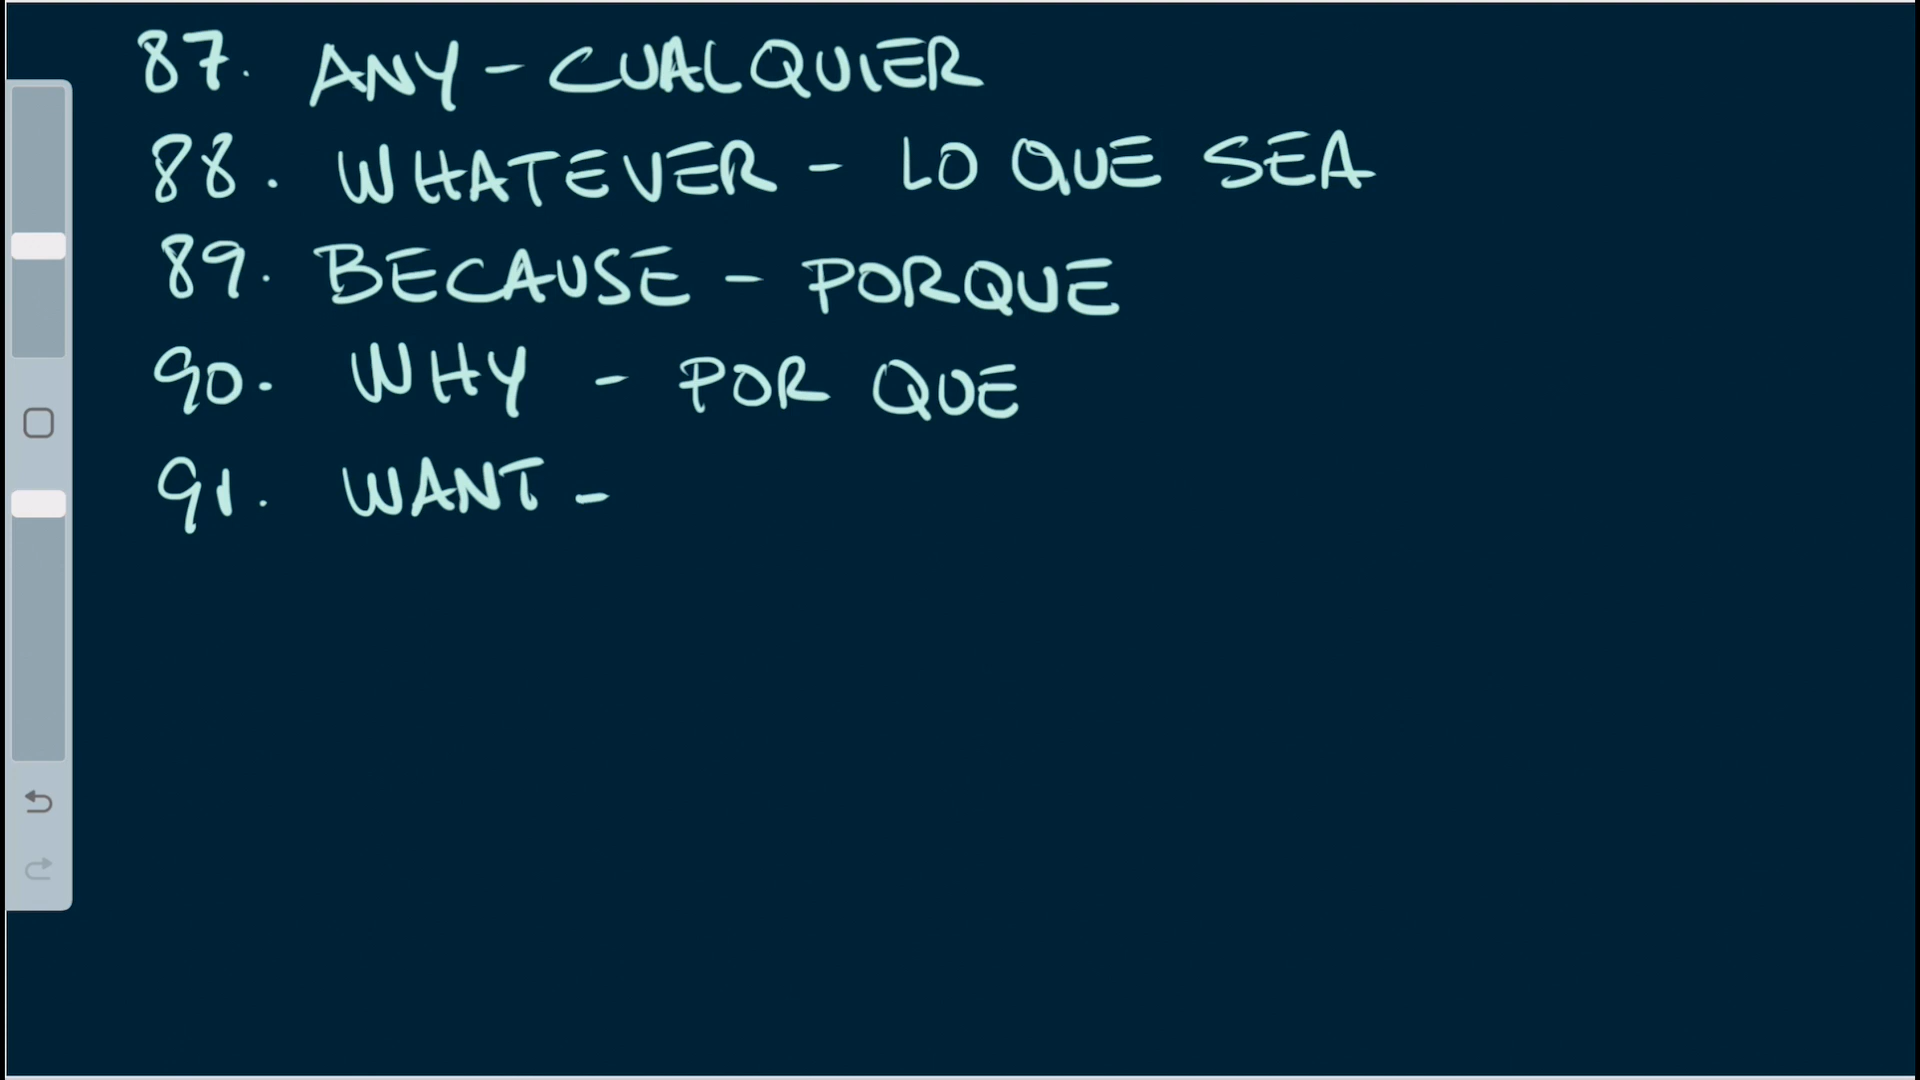 87. ANY - CUALQUIER
88. WHATEVER - LO QUE SEA
89. BECAUSE - PORQUE
90. WHY - POR QUE
91. WANT -